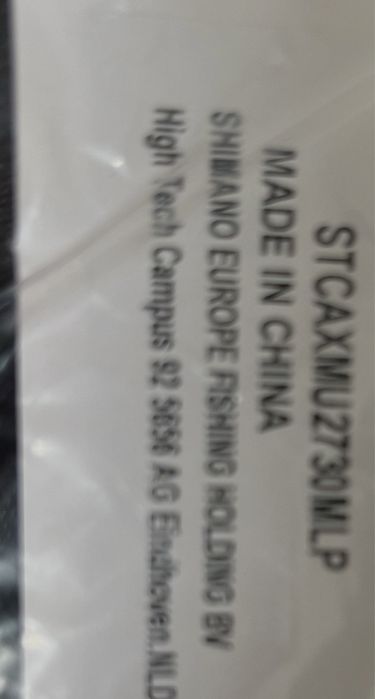 STCAXMU2730MLP
MADE IN CHINA
SHIMANO EUROPE FISHING HOLDING BV
High Tech Campus 92 5656 AG Eindhoven.NLD